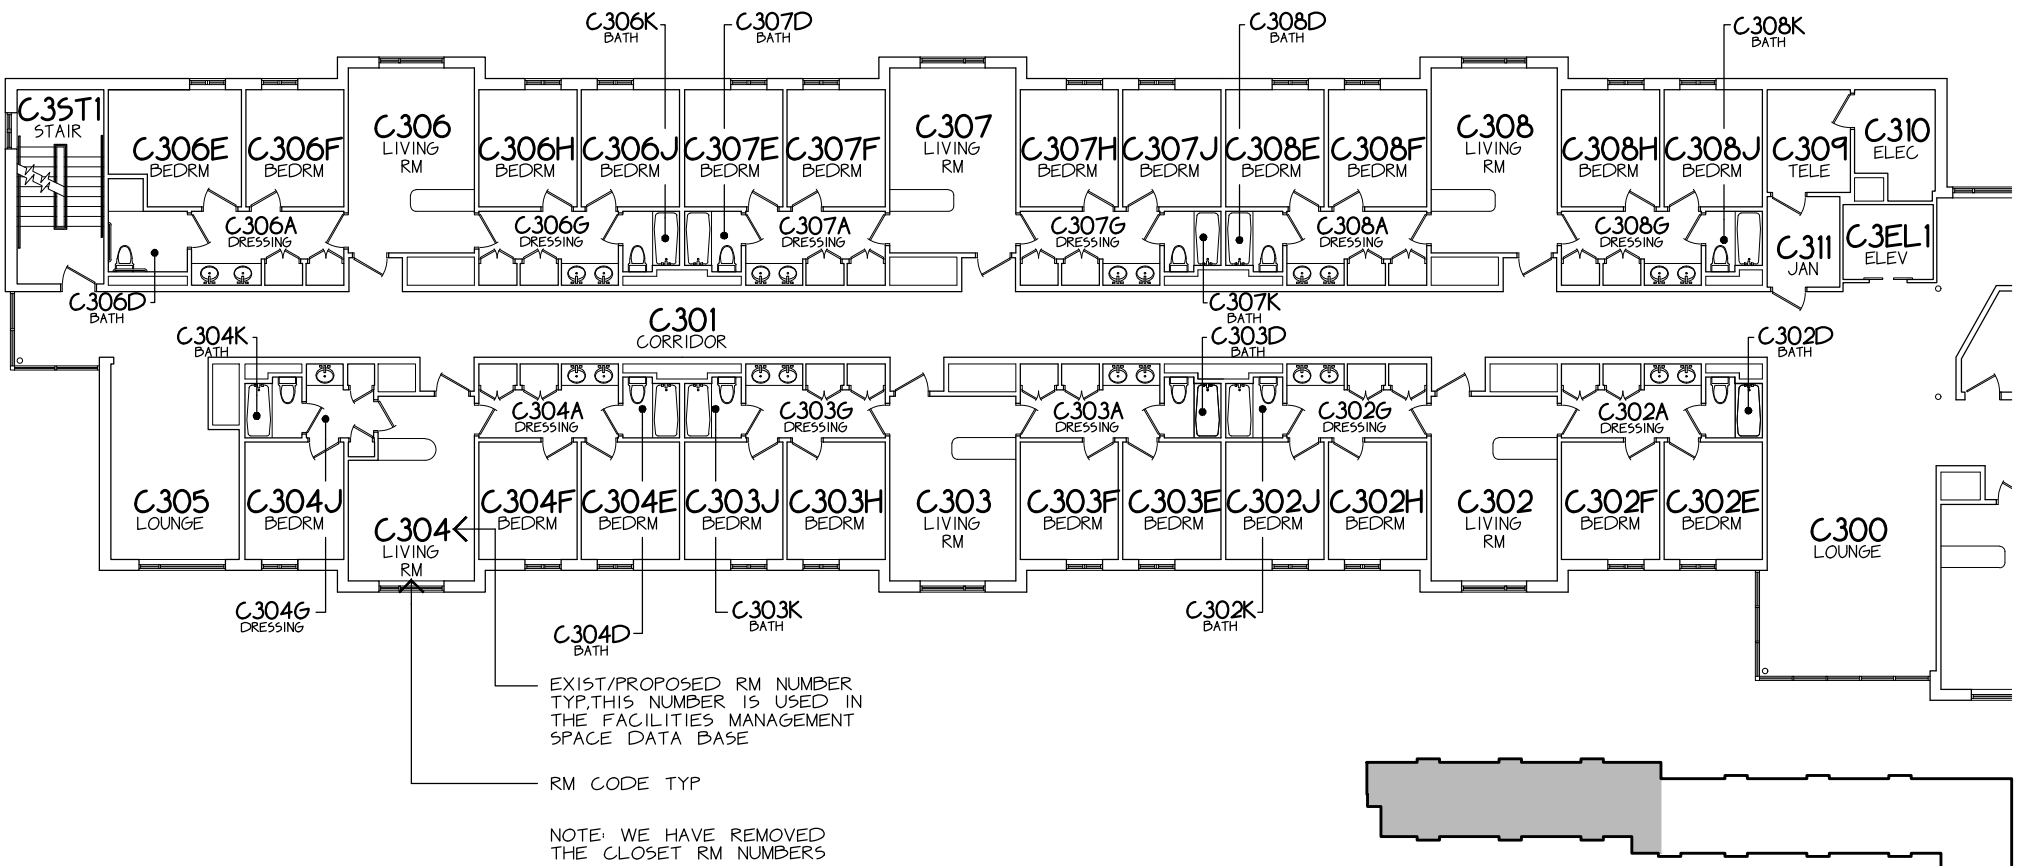 C306K
BATH
C307D
BATH
C308D
BATH
C308K
BATH
C3ST1
STAIR
C306E
BEDRM
C306F
BEDRM
C306
LIVING
RM
C306H
BEDRM
C306J
BEDRM
C307E
BEDRM
C307F
BEDRM
C307
LIVING
RM
C307H
BEDRM
C307J
BEDRM
C308E
BEDRM
C308F
BEDRM
C308
LIVING
RM
C308H
BEDRM
C308J
BEDRM
C309
TELE
C310
ELEC
C306A
DRESSING
C306G
DRESSING
C307A
DRESSING
C307G
DRESSING
C308A
DRESSING
C308G
DRESSING
C311
JAN
C3EL1
ELEV
C306D
BATH
C307K
BATH
C301
CORRIDOR
C304K
BATH
C303D
BATH
C302D
BATH
C304A
DRESSING
C303G
DRESSING
C303A
DRESSING
C302G
DRESSING
C302A
DRESSING
C305
LOUNGE
C304J
BEDRM
C304
LIVING
RM
C304F
BEDRM
C304E
BEDRM
C303J
BEDRM
C303H
BEDRM
C303
LIVING
RM
C303F
BEDRM
C303E
BEDRM
C302J
BEDRM
C302H
BEDRM
C302
LIVING
RM
C302F
BEDRM
C302E
BEDRM
C300
LOUNGE
C304G
DRESSING
C304D
BATH
C303K
BATH
C302K
BATH
EXIST/PROPOSED RM NUMBER
TYP,THIS NUMBER IS USED IN
THE FACILITIES MANAGEMENT
SPACE DATA BASE
RM CODE TYP
NOTE: WE HAVE REMOVED
THE CLOSET RM NUMBERS